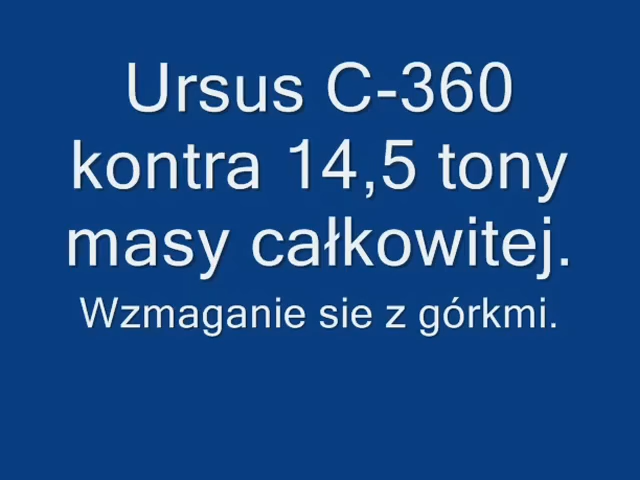 Ursus C-360
kontra 14,5 tony
masy całkowitej.
Wzmaganie sie z górkmi.